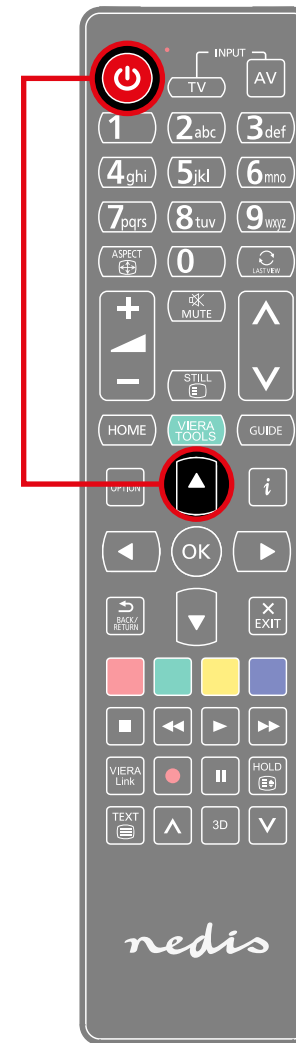 INPUT
TV AV
1 2abc 3def
4ghi 5jkl 6mno
7pqrs 8tuv 9wxyz
ASPECT 0 LAST VIEW
MUTE
STILL
HOME VIERA TOOLS GUIDE
OPTION i
OK
BACK/
RETURN EXIT
VIERA
Link HOLD
TEXT 3D
nedis